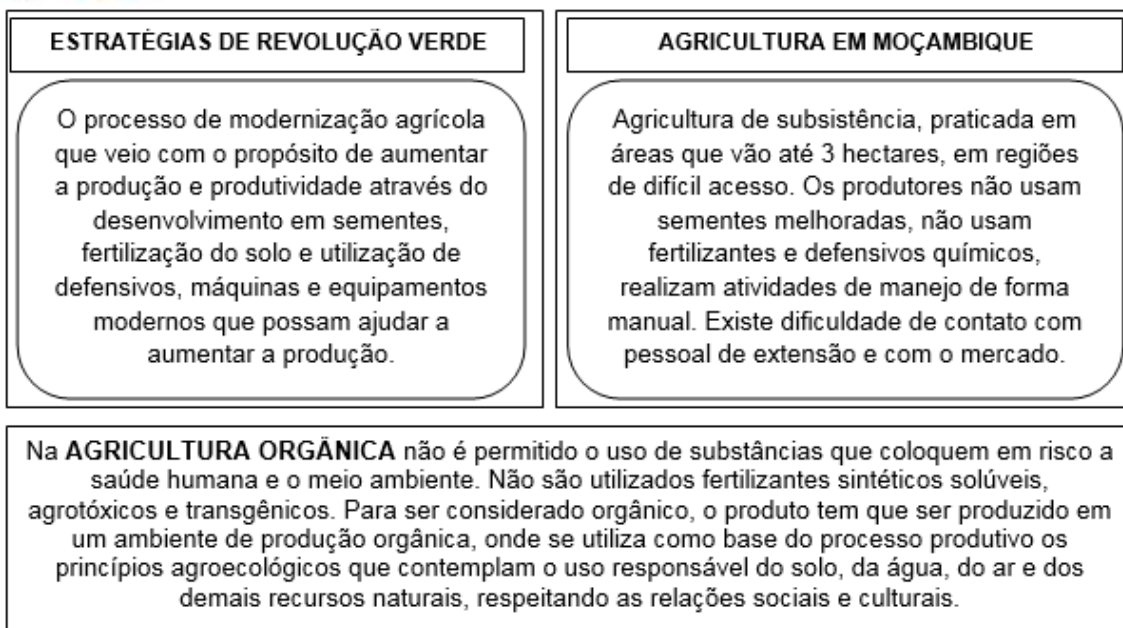 ESTRATÉGIAS DE REVOLUÇÃO VERDE
O processo de modernização agrícola
que veio com o propósito de aumentar
a produção e produtividade através do
desenvolvimento em sementes,
fertilização do solo e utilização de
defensivos, máquinas e equipamentos
modernos que possam ajudar a
aumentar a produção.
AGRICULTURA EM MOÇAMBIQUE
Agricultura de subsistência, praticada em
áreas que vão até 3 hectares, em regiões
de difícil acesso. Os produtores não usam
sementes melhoradas, não usam
fertilizantes e defensivos químicos,
realizam atividades de manejo de forma
manual. Existe dificuldade de contato com
pessoal de extensão e com o mercado.
Na AGRICULTURA ORGÂNICA não é permitido o uso de substâncias que coloquem em risco a
saúde humana e o meio ambiente. Não são utilizados fertilizantes sintéticos solúveis,
agrotóxicos e transgênicos. Para ser considerado orgânico, o produto tem que ser produzido em
um ambiente de produção orgânica, onde se utiliza como base do processo produtivo os
princípios agroecológicos que contemplam o uso responsável do solo, da água, do ar e dos
demais recursos naturais, respeitando as relações sociais e culturais.